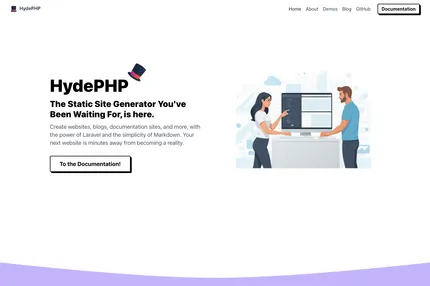 HydePHP
Home About Demos Blog GitHub Documentation
HydePHP
The Static Site Generator You've
Been Waiting For, is here.
Create websites, blogs, documentation sites, and more, with
the power of Laravel and the simplicity of Markdown. Your
next website is minutes away from becoming a reality.
To the Documentation!